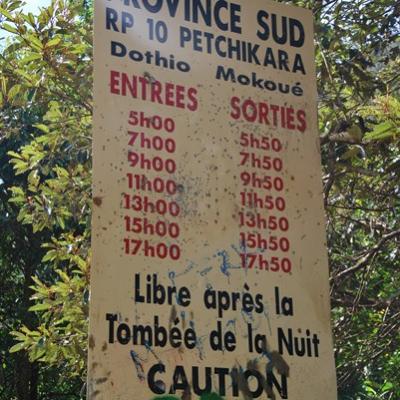 PROVINCE SUD
RP 10 PETCHIKARA
Dothio Mokoué
ENTREES SORTIES
5h00 5h50
7h00 7h50
9h00 9h50
11h00 11h50
13h00 13h50
15h00 15h50
17h00 17h50
Libre après la
Tombée de la Nuit
CAUTION